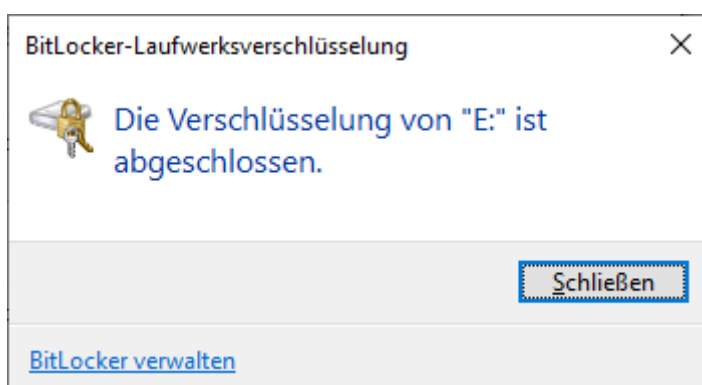 BitLocker-Laufwerksverschlüsselung
Die Verschlüsselung von "E:" ist
abgeschlossen.
Schließen
BitLocker verwalten